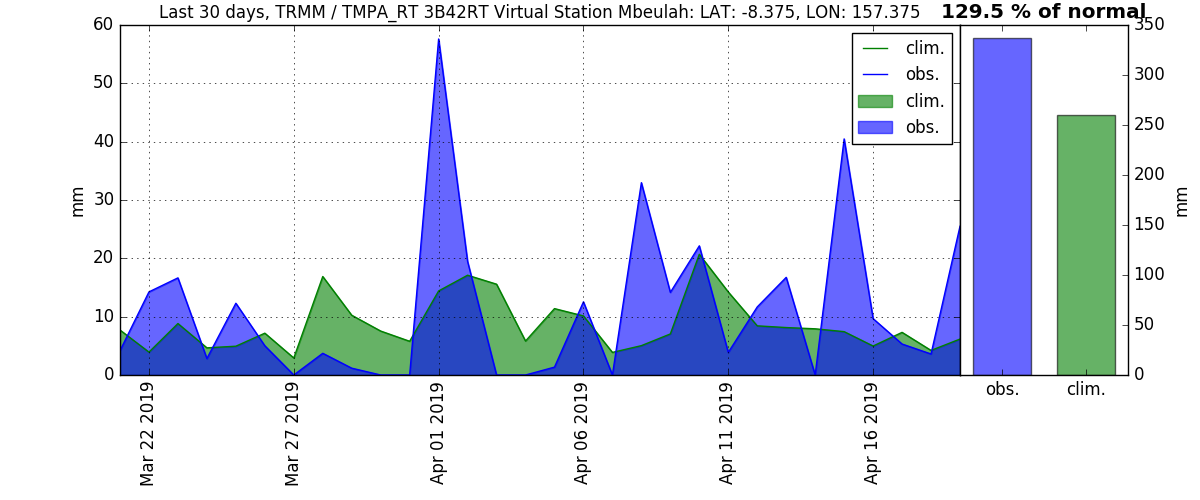 Last 30 days, TRMM / TMPA_RT 3B42RT Virtual Station Mbeulah: LAT: -8.375, LON: 157.375
129.5 % of normal
60
50
40
30
20
10
0
mm
clim.
obs.
clim.
obs.
350
300
250
200
150
100
50
0
mm
obs.
clim.
Mar 22 2019
Mar 27 2019
Apr 01 2019
Apr 06 2019
Apr 11 2019
Apr 16 2019